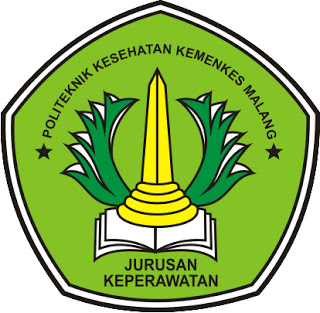 POLITEKNIK KESEHATAN KEMENKES MALANG
JURUSAN
KEPERAWATAN